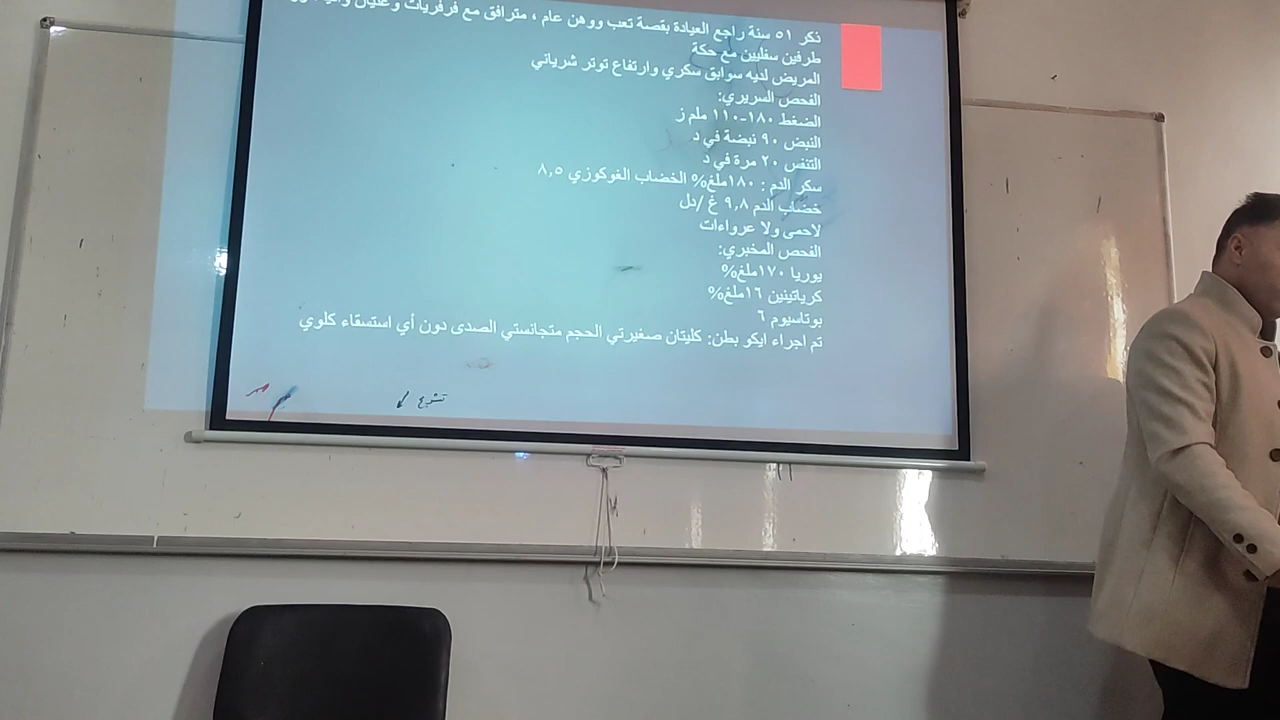 ذكر ٥١ سنة راجع العيادة بقصة تعب ووهن عام ، مترافق مع فرفريات وغثيان
طرفين سفليين مع حكة
المريض لديه سوابق سكري وارتفاع توتر شرياني
الفحص السريري:
الضغط ١٨٠-١١٠ ملم ز
النبض ٩٠ نبضة في د
التنفس ٢٠ مرة في د
سكر الدم : ١٨٠ملغ% الخضاب الغوكوزي ٨,٥
خضاب الدم ٩,٨ غ /دل
لاحمى ولا عرواءات
الفحص المخبري:
يوريا ١٧٠ملغ%
كرياتينين ١٦ملغ%
بوتاسيوم ٦
تم اجراء ايكو بطن: كليتان صغيرتي الحجم متجانستي الصدى دون أي استسقاء كلوي
تشريح